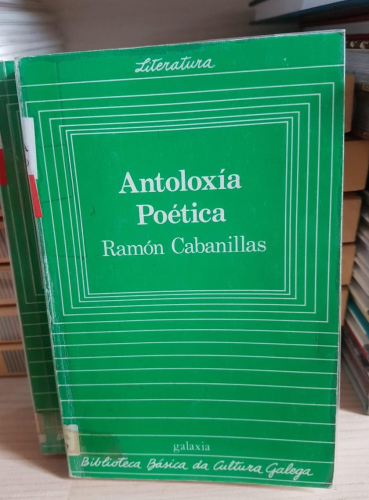 Literatura
Antoloxía
Poética
Ramón Cabanillas
galaxia
Biblioteca Básica da Cultura Galega